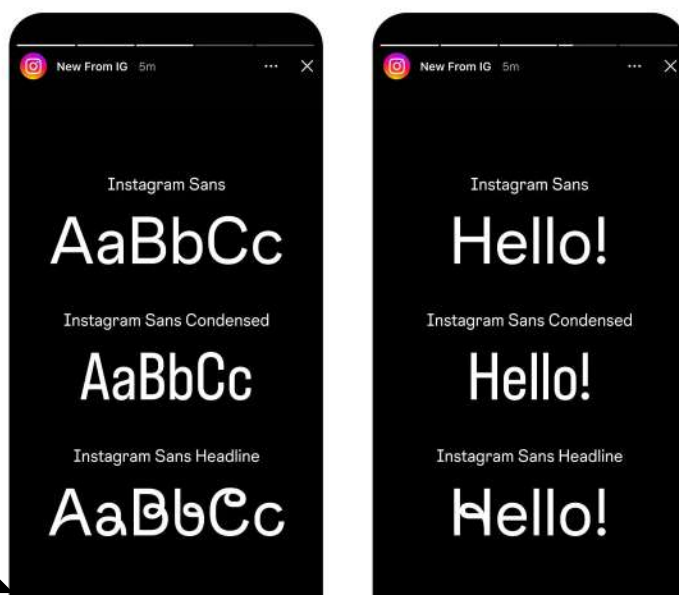 New From IG 5m
Instagram Sans
AaBbCc
Instagram Sans Condensed
AaBbCc
Instagram Sans Headline
AaBbCc
New From IG 5m
Instagram Sans
Hello!
Instagram Sans Condensed
Hello!
Instagram Sans Headline
Hello!